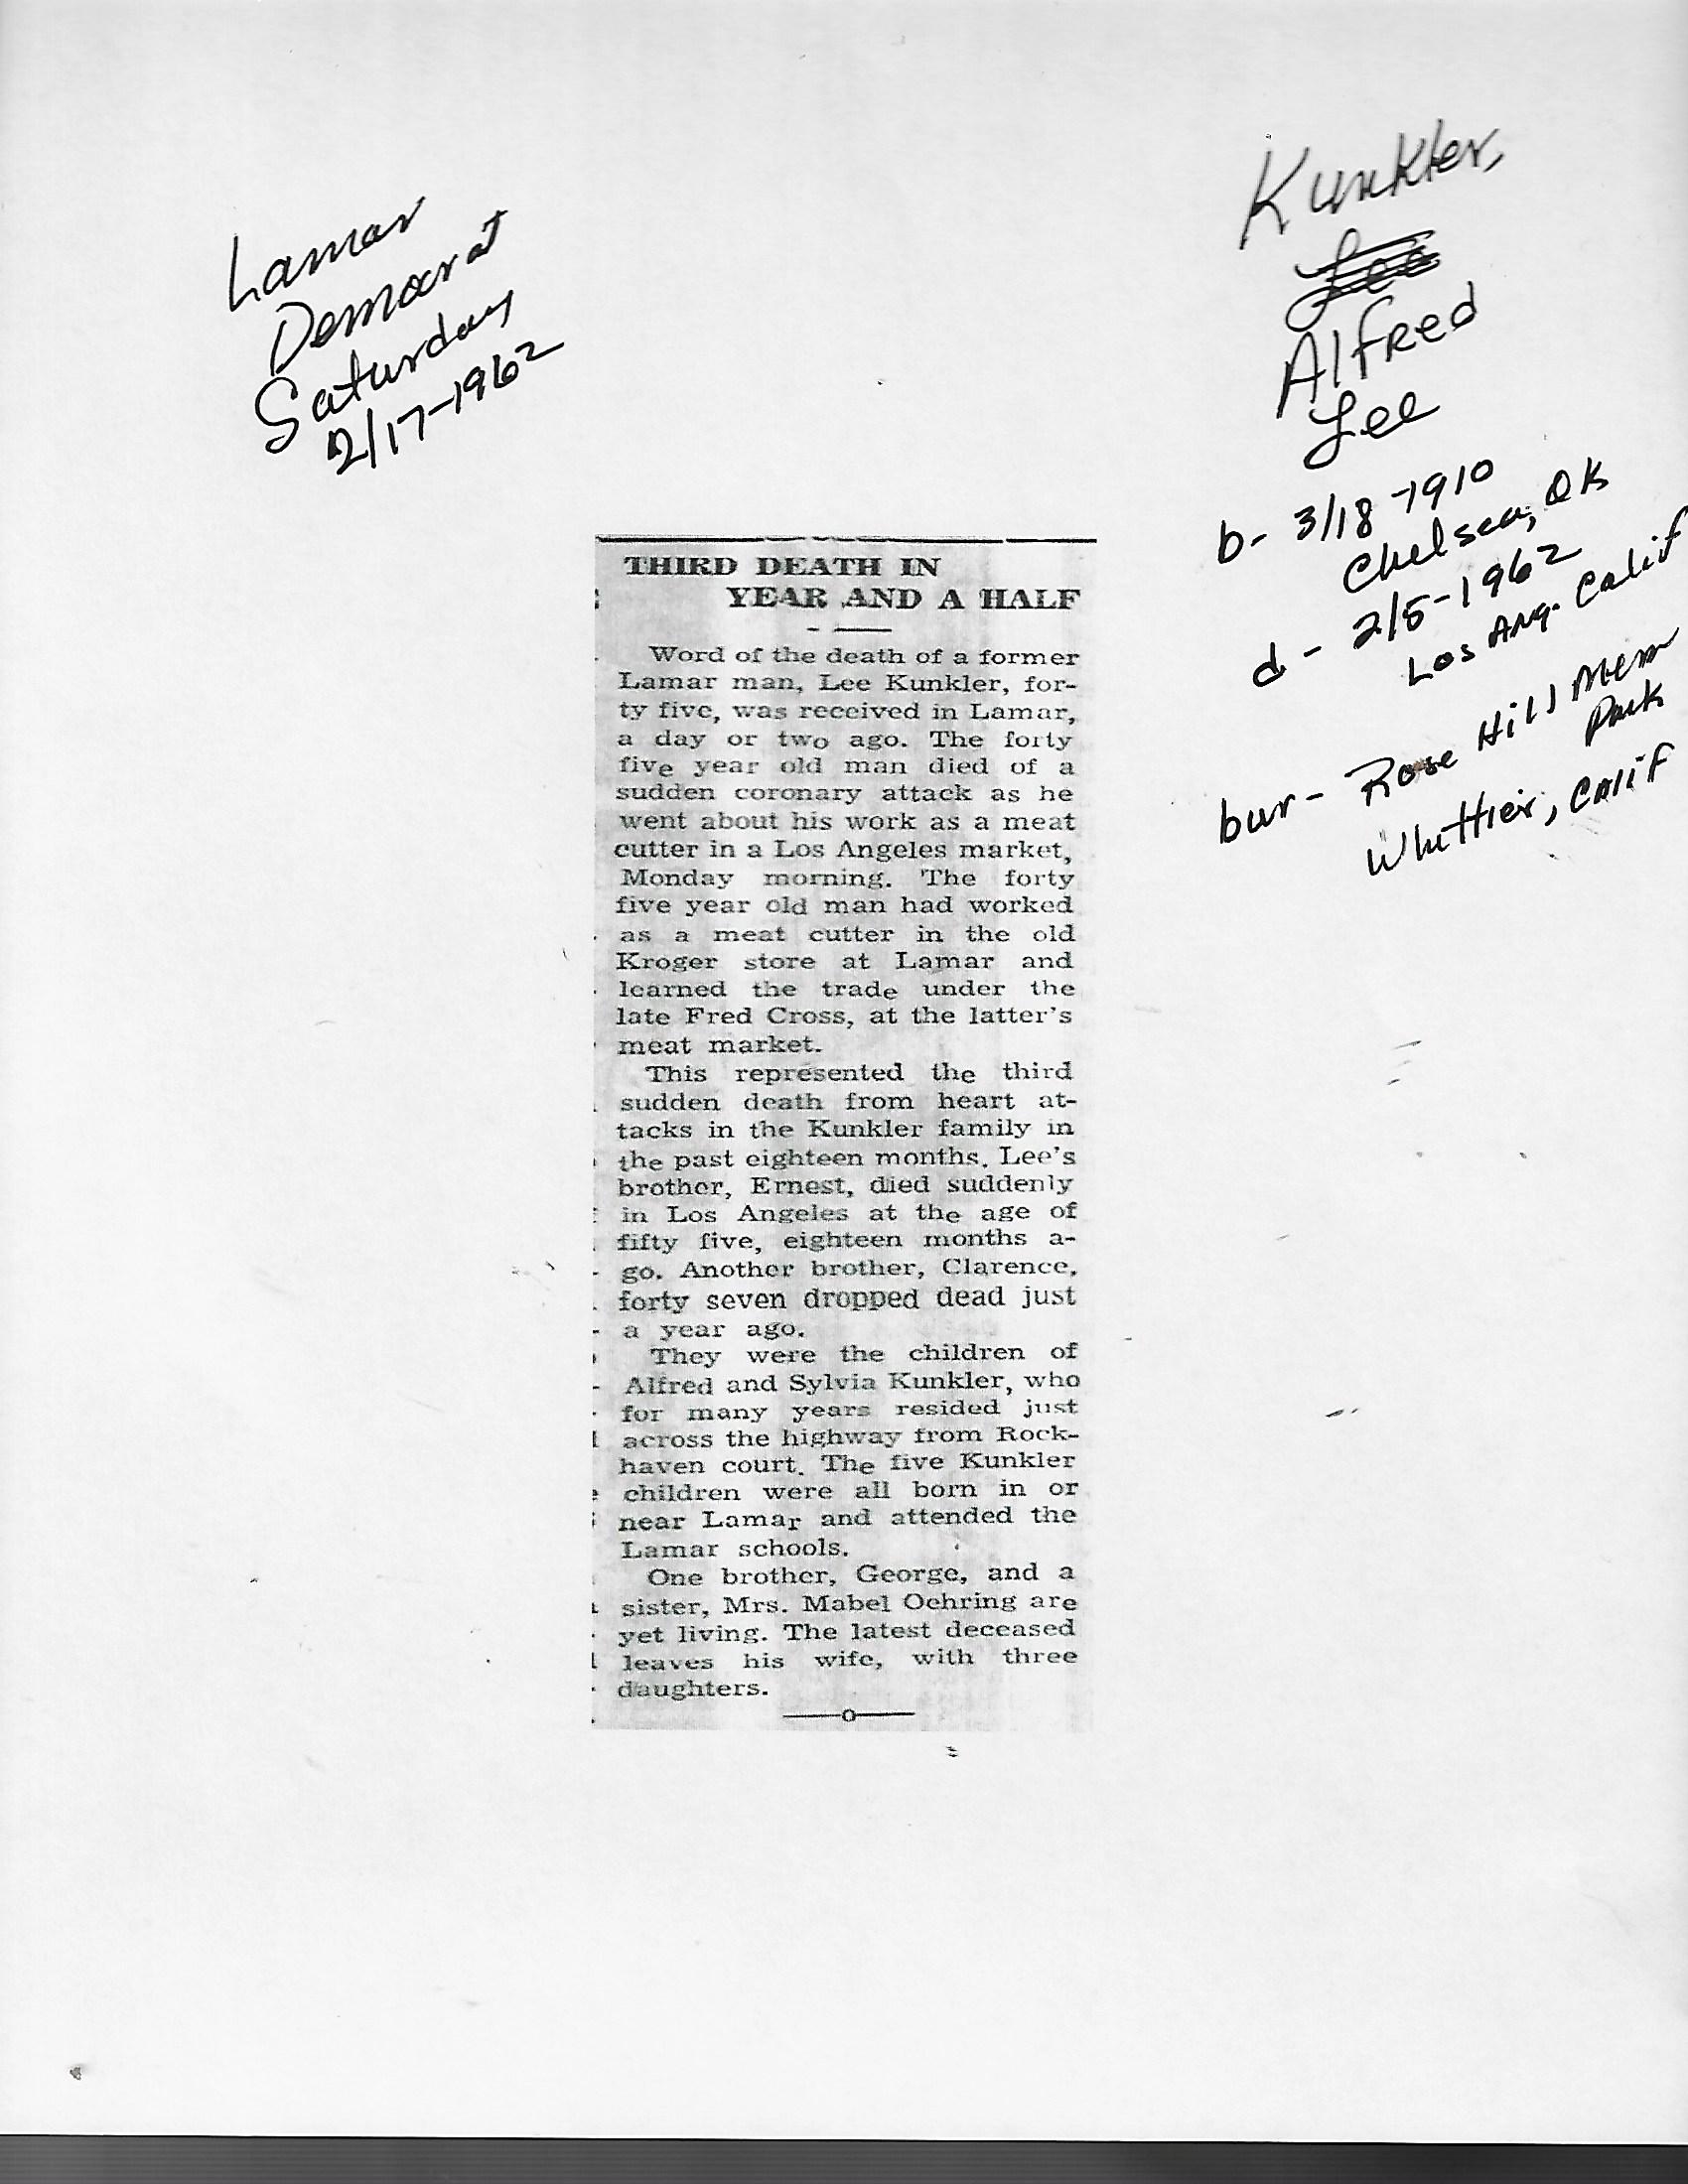 Lamar
Democrat
Saturday
2/17-1962
Kunkler,
Lee
Alfred
Lee
b- 3/18-1910
Chelsea, OK
d- 2/5-1962
Los Ang. Calif
bur- Rose Hill Mem
Park
Whittier, Calif
THIRD DEATH IN
YEAR AND A HALF
Word of the death of a former
Lamar man, Lee Kunkler, for-
ty five, was received in Lamar,
a day or two ago. The forty
five year old man died of a
sudden coronary attack as he
went about his work as a meat
cutter in a Los Angeles market,
Monday morning. The forty
five year old man had worked
as a meat cutter in the old
Kroger store at Lamar and
learned the trade under the
late Fred Cross, at the latter's
meat market.
This represented the third
sudden death from heart at-
tacks in the Kunkler family in
the past eighteen months. Lee's
brother, Ernest, died suddenly
in Los Angeles at the age of
fifty five, eighteen months a-
go. Another brother, Clarence,
forty seven dropped dead just
a year ago.
They were the children of
Alfred and Sylvia Kunkler, who
for many years resided just
across the highway from Rock-
haven court. The five Kunkler
children were all born in or
near Lamar and attended the
Lamar schools.
One brother, George, and a
sister, Mrs. Mabel Oehring are
yet living. The latest deceased
leaves his wife, with three
daughters.